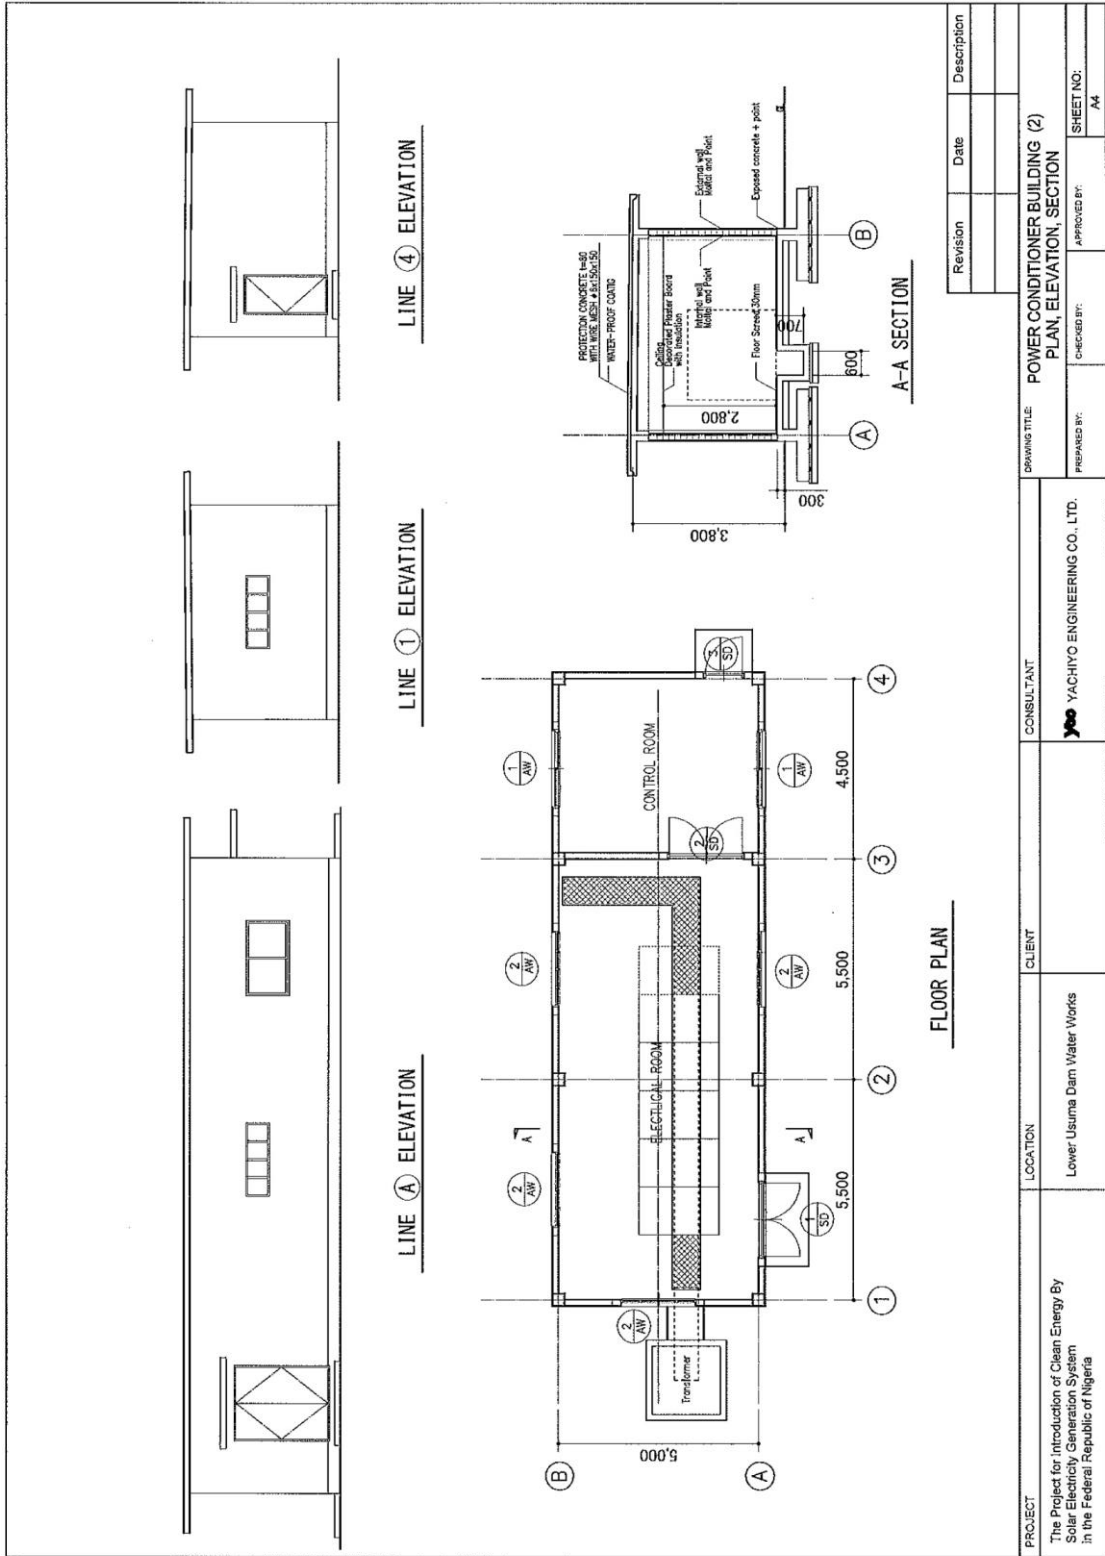 LINE A ELEVATION
LINE 1 ELEVATION
LINE 4 ELEVATION
B
A
5,000
Transformer
2
AW
2
AW
2
AW
1
AW
A
A
ELECTLICAL ROOM
CONTROL ROOM
2
SD
3
SD
1
SD
2
AW
1
AW
5,500
5,500
4,500
1
2
3
4
FLOOR PLAN
PROTECTION CONCRETE t=80
WITH WIRE MESH
WATER-PROOF COATIG
Ceiling
Decorated Plaster Board
with Insulation
Internal wall
Moltal and Paint
External wall
Moltal and Paint
Floor Screed 30mm
Exposed concrete + paint
3,800
2,800
300
600
700
A
B
A-A SECTION
Revision
Date
Description
PROJECT
The Project for Introduction of Clean Energy By
Solar Electricity Generation System
in the Federal Republic of Nigeria
LOCATION
Lower Usuma Dam Water Works
CLIENT
CONSULTANT
YACHIYO ENGINEERING CO., LTD.
DRAWING TITLE:
POWER CONDITIONER BUILDING (2)
PLAN, ELEVATION, SECTION
PREPARED BY:
CHECKED BY:
APPROVED BY:
SHEET NO:
A4